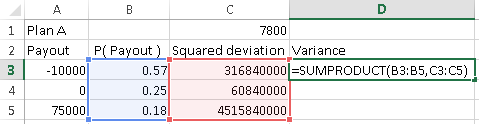 A B C D
1 Plan A 7800
2 Payout P( Payout ) Squared deviation Variance
3 -10000 0.57 316840000 =SUMPRODUCT(B3:B5,C3:C5)
4 0 0.25 60840000
5 75000 0.18 4515840000